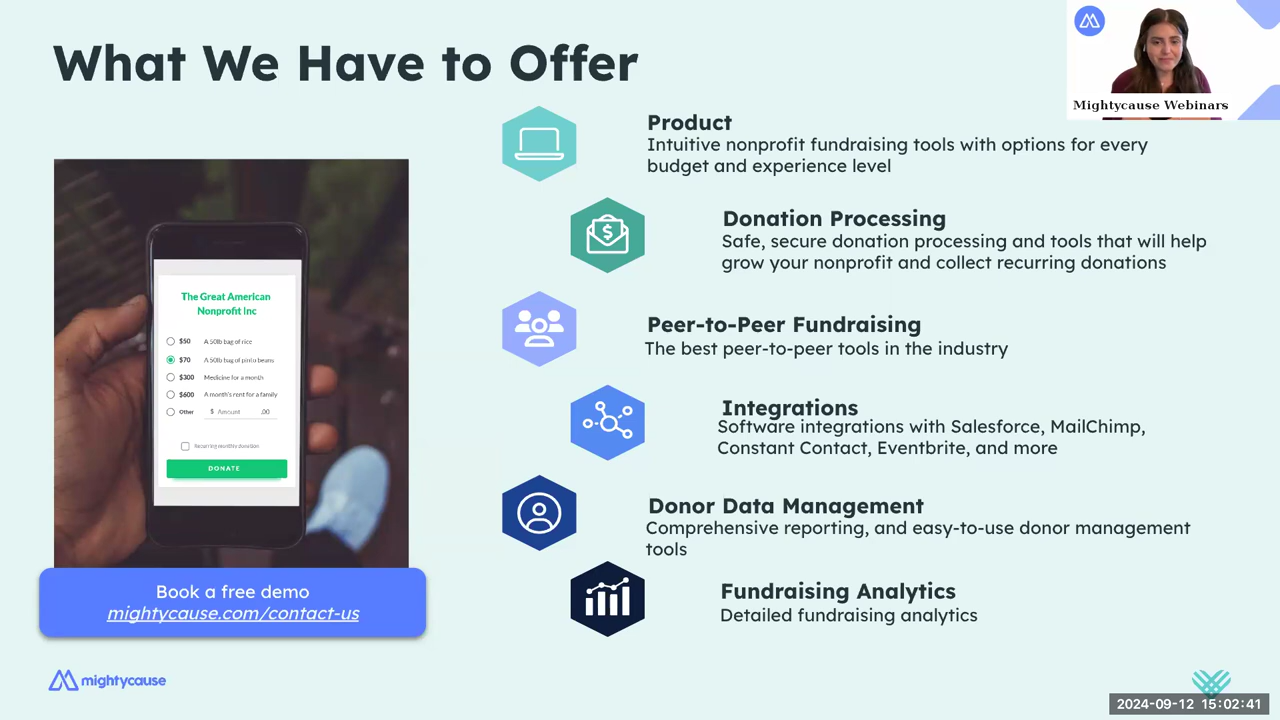 What We Have to Offer
Mightycause Webinars
Product
Intuitive nonprofit fundraising tools with options for every
budget and experience level
Donation Processing
Safe, secure donation processing and tools that will help
grow your nonprofit and collect recurring donations
Peer-to-Peer Fundraising
The best peer-to-peer tools in the industry
Integrations
Software integrations with Salesforce, MailChimp,
Constant Contact, Eventbrite, and more
Donor Data Management
Comprehensive reporting, and easy-to-use donor management
tools
Fundraising Analytics
Detailed fundraising analytics
The Great American
Nonprofit Inc
$50 A 50lb bag of rice
$70 A 50lb bag of pinto beans
$300 Medicine for a month
$600 A month's rent for a family
Other $ Amount .00
Recurring monthly donation
DONATE
Book a free demo
mightycause.com/contact-us
mightycause
2024-09-12 15:02:41